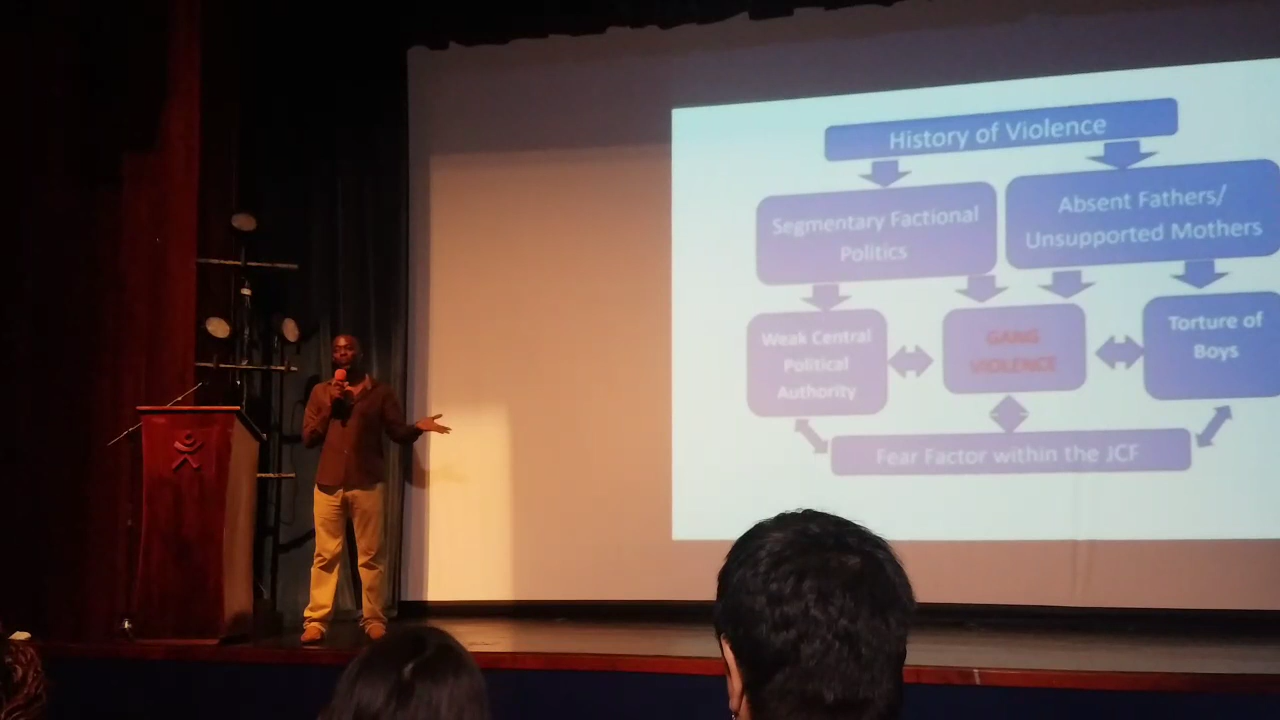 History of Violence
Segmentary Factional
Politics
Absent Fathers/
Unsupported Mothers
Weak Central
Political
Authority
GANG
VIOLENCE
Torture of
Boys
Fear Factor within the JCF